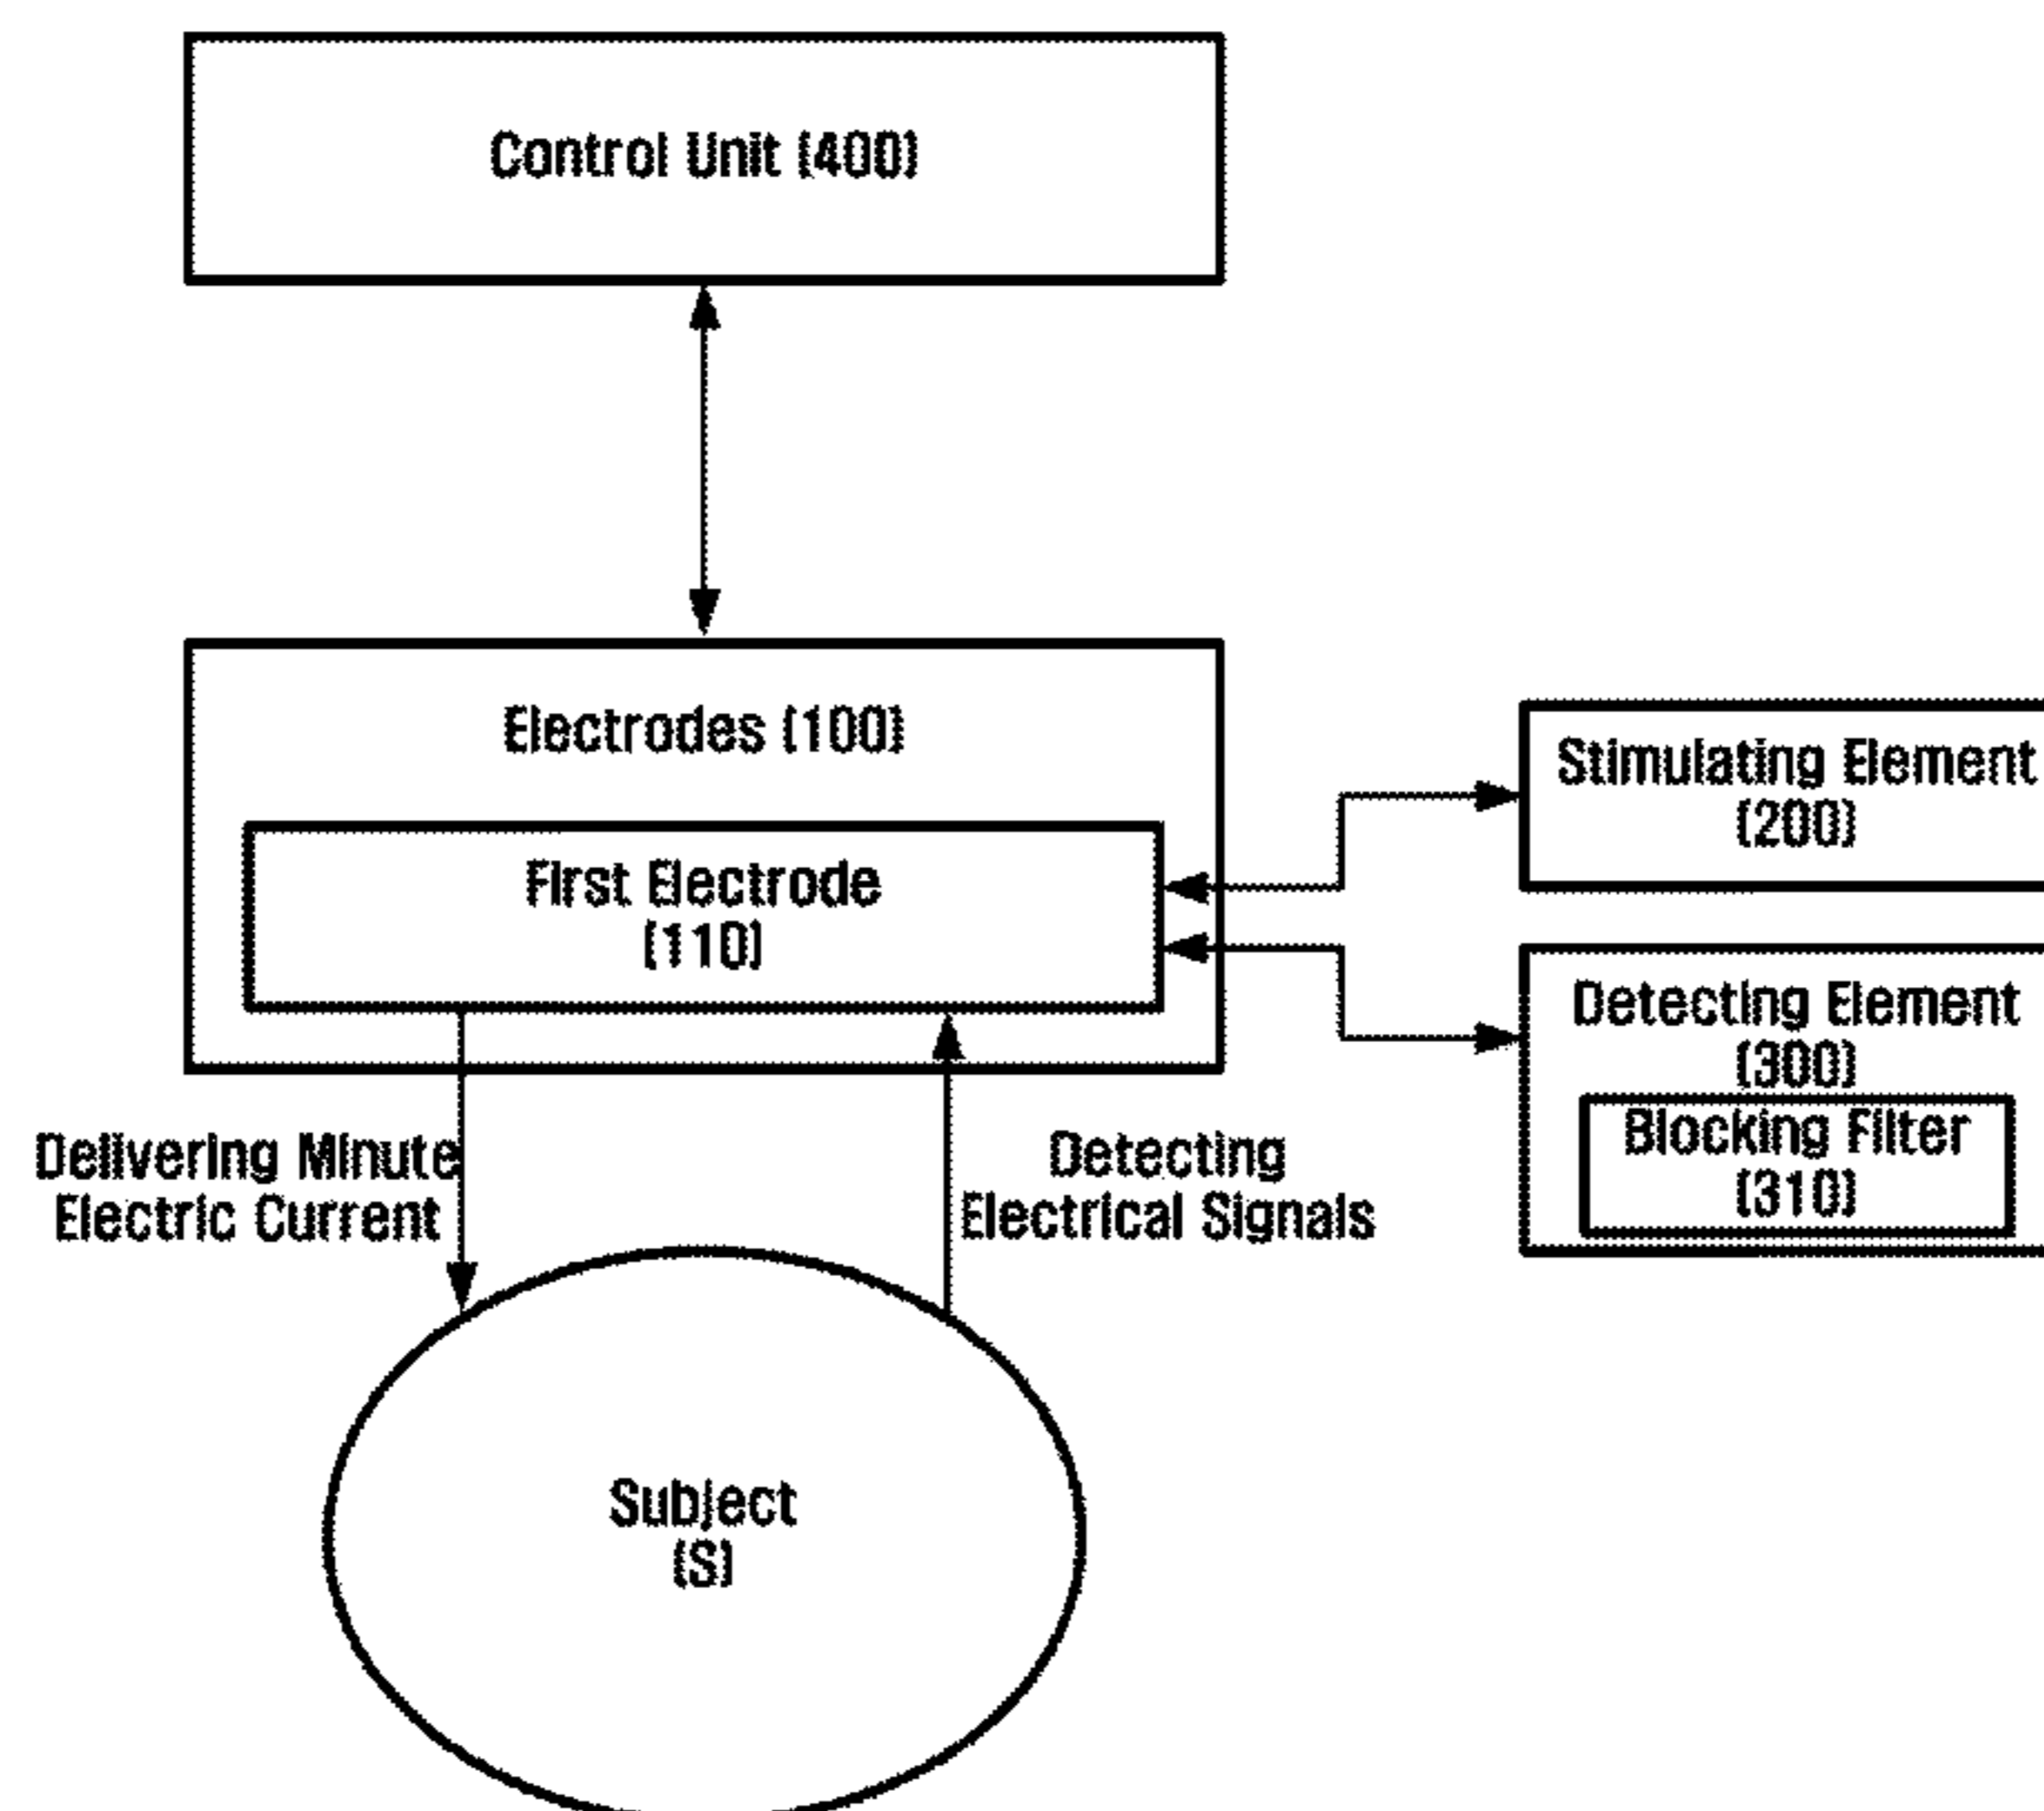 Control Unit (400)
Electrodes (100)
First Electrode
(110)
Stimulating Element
(200)
Detecting Element
(300)
Blocking Filter
(310)
Delivering Minute
Electric Current
Detecting
Electrical Signals
Subject
(S)